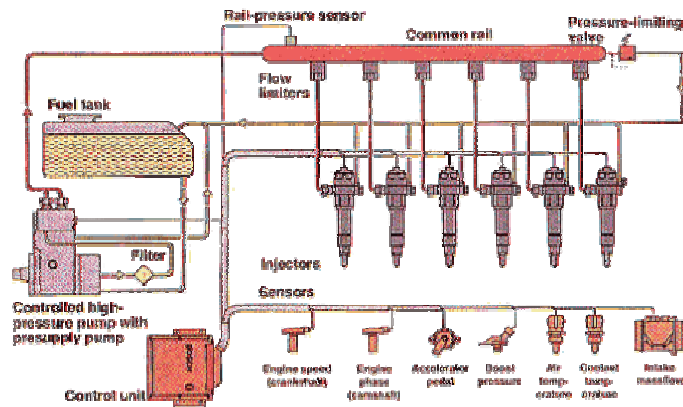 Rail-pressure sensor
Common rail
Pressure-limiting
valve
Flow
limiters
Fuel tank
Filter
Injectors
Sensors
Controlled high-
pressure pump with
presupply pump
Control unit
Engine speed
(crankshaft)
Engine
phase
(camshaft)
Accelerator
pedal
Boost
pressure
Air
temp-
erature
Coolant
temp-
erature
Intake
massflow